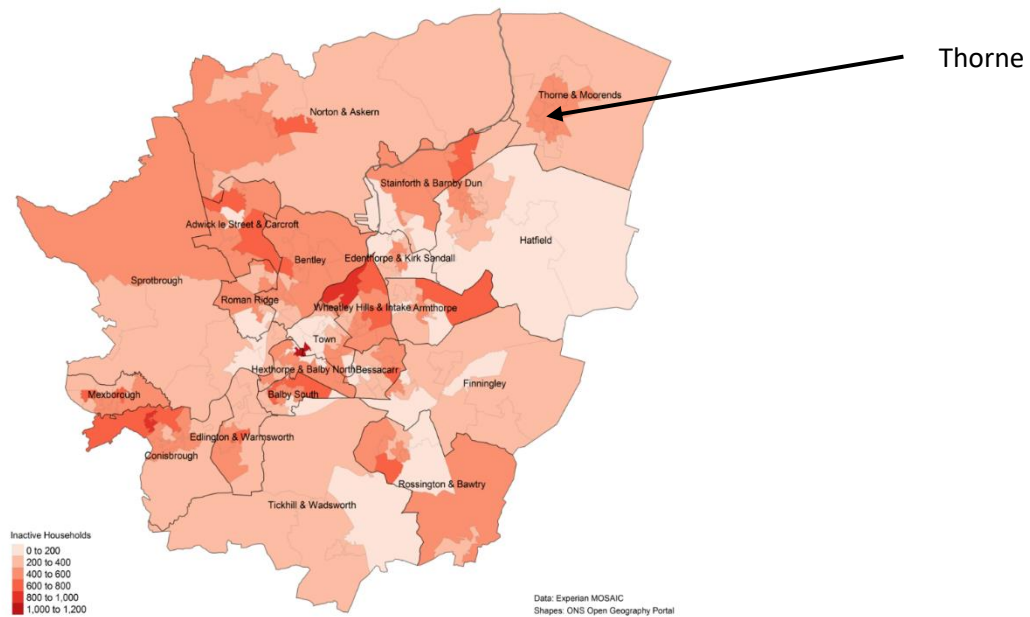 Thorne
Thorne & Moorends
Norton & Askern
Stainforth & Barnby Dun
Adwick le Street & Carcroft
Hatfield
Bentley
Edenthorpe & Kirk Sandall
Sprotbrough
Roman Ridge
Wheatley Hills & Intake
Armthorpe
Town
Hexthorpe & Balby North
Bessacarr
Finningley
Mexborough
Balby South
Edlington & Warmsworth
Conisbrough
Rossington & Bawtry
Tickhill & Wadsworth
Inactive Households
0 to 200
200 to 400
400 to 600
600 to 800
800 to 1,000
1,000 to 1,200
Data: Experian MOSAIC
Shapes: ONS Open Geography Portal